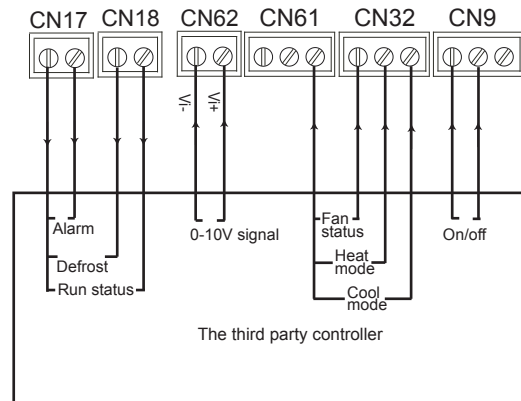 CN17 CN18 CN62 CN61 CN32 CN9
Vi-
Vi+
Alarm
Defrost
Run status
0-10V signal
Fan
status
Heat
mode
Cool
mode
On/off
The third party controller